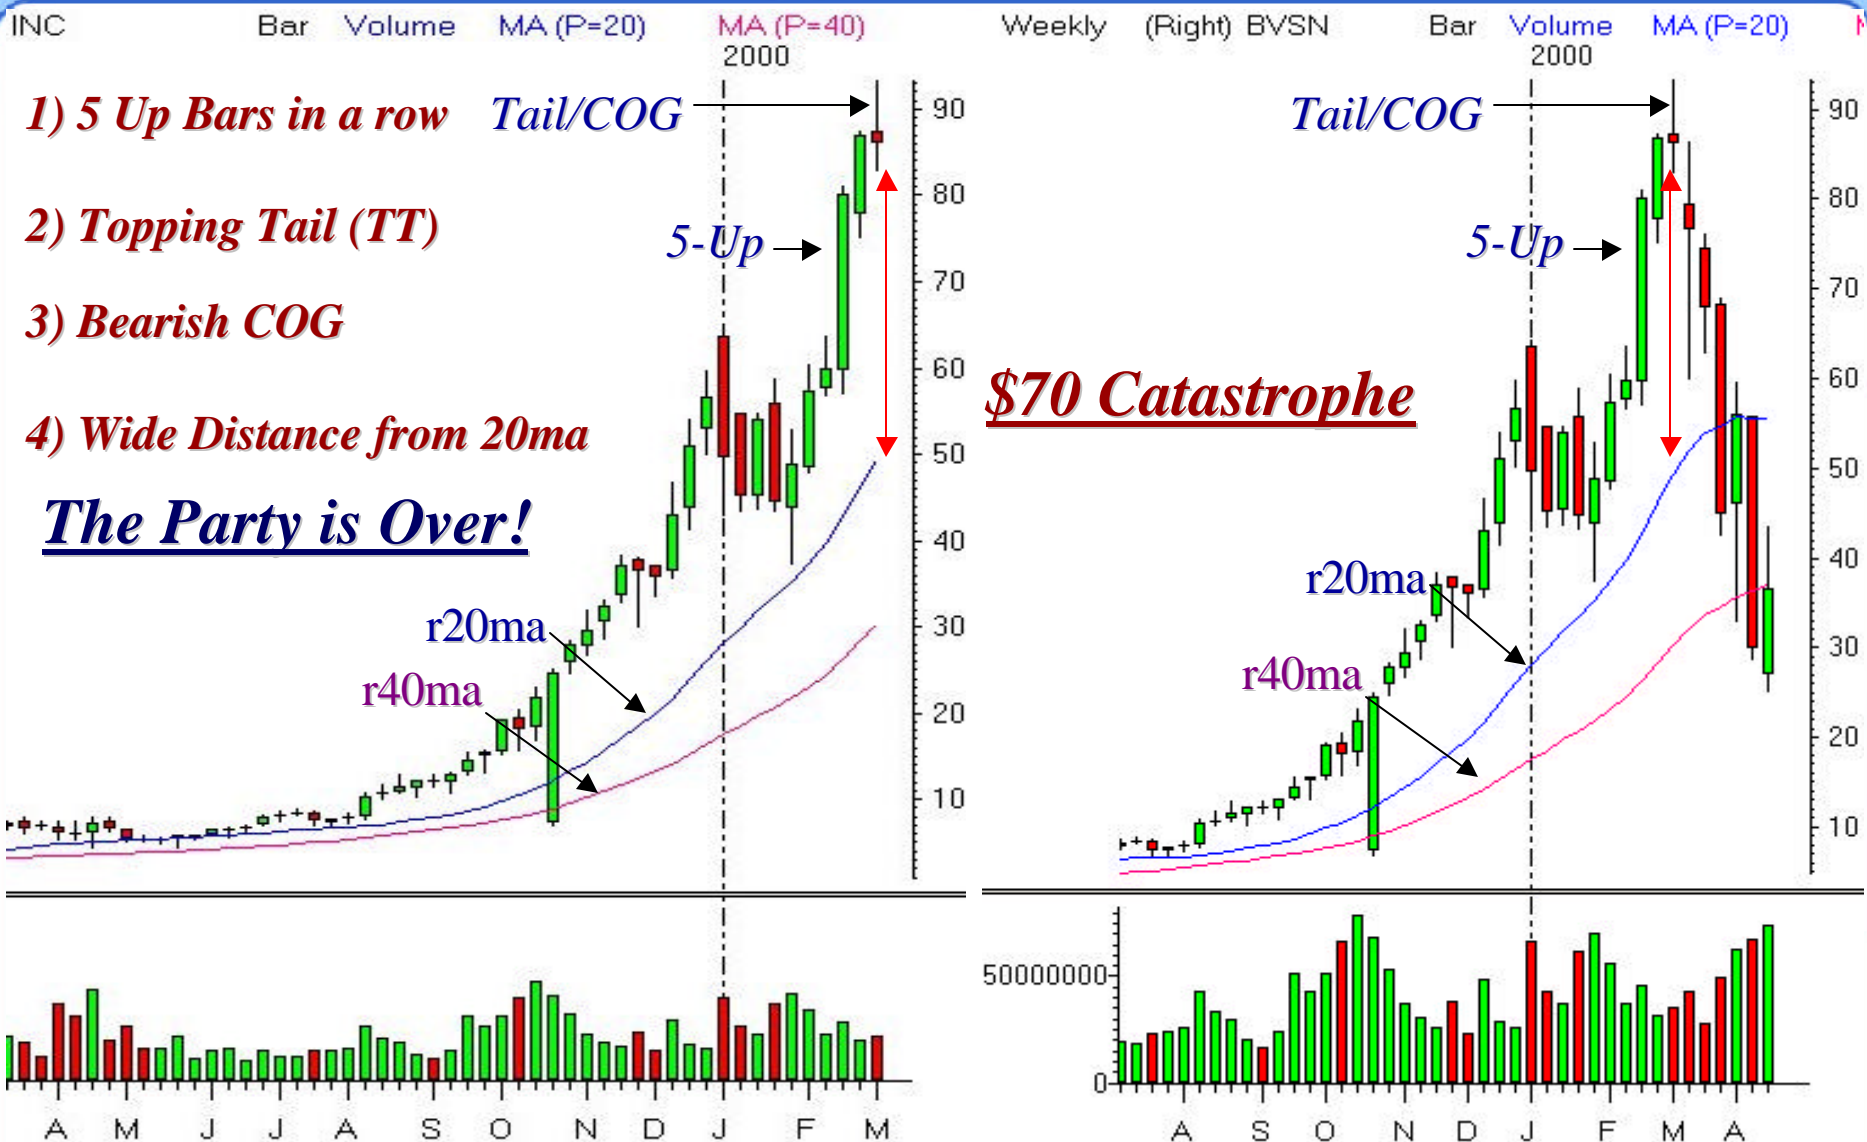 INC Bar Volume MA (P=20) MA (P=40)
2000
1) 5 Up Bars in a row
Tail/COG
2) Topping Tail (TT)
5-Up
3) Bearish COG
4) Wide Distance from 20ma
The Party is Over!
r20ma
r40ma
90
80
70
60
50
40
30
20
10
A M J J A S O N D J F M
Weekly (Right) BVSN Bar Volume MA (P=20)
2000
Tail/COG
5-Up
$70 Catastrophe
r20ma
r40ma
90
80
70
60
50
40
30
20
10
50000000
0
A S O N D J F M A